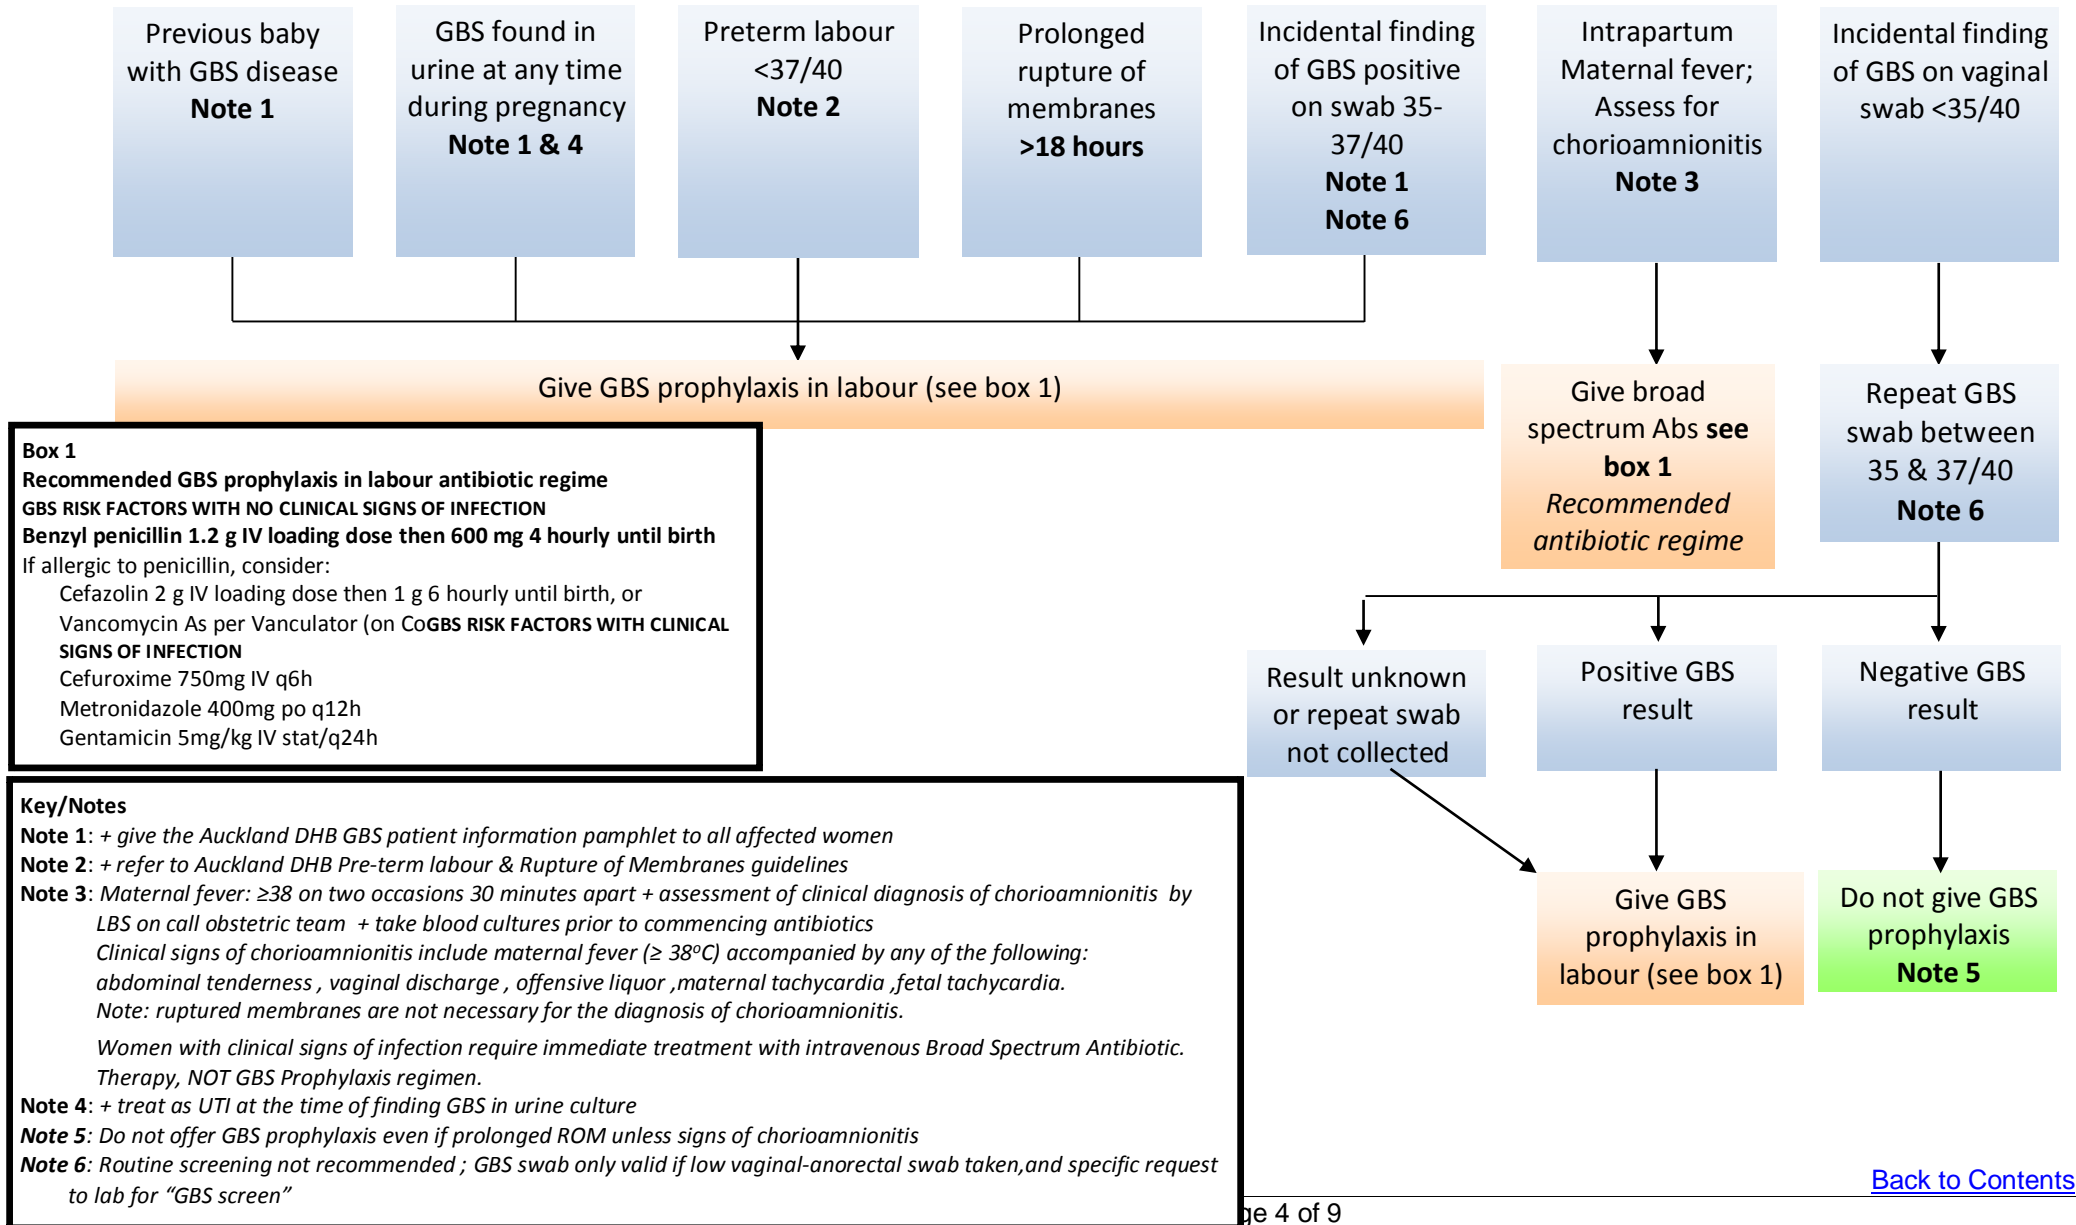 Previous baby
with GBS disease
Note 1
GBS found in
urine at any time
during pregnancy
Note 1 & 4
Preterm labour
<37/40
Note 2
Prolonged
rupture of
membranes
>18 hours
Incidental finding
of GBS positive
on swab 35-
37/40
Note 1
Note 6
Intrapartum
Maternal fever;
Assess for
chorioamnionitis
Note 3
Incidental finding
of GBS on vaginal
swab <35/40
Give GBS prophylaxis in labour (see box 1)
Give broad
spectrum Abs see
box 1
Recommended
antibiotic regime
Repeat GBS
swab between
35 & 37/40
Note 6
Box 1
Recommended GBS prophylaxis in labour antibiotic regime
GBS RISK FACTORS WITH NO CLINICAL SIGNS OF INFECTION
Benzyl penicillin 1.2 g IV loading dose then 600 mg 4 hourly until birth
If allergic to penicillin, consider:
Cefazolin 2 g IV loading dose then 1 g 6 hourly until birth, or
Vancomycin As per Vanculator (on CoGBS RISK FACTORS WITH CLINICAL
SIGNS OF INFECTION
Cefuroxime 750mg IV q6h
Metronidazole 400mg po q12h
Gentamicin 5mg/kg IV stat/q24h
Result unknown
or repeat swab
not collected
Positive GBS
result
Negative GBS
result
Give GBS
prophylaxis in
labour (see box 1)
Do not give GBS
prophylaxis
Note 5
Key/Notes
Note 1: + give the Auckland DHB GBS patient information pamphlet to all affected women
Note 2: + refer to Auckland DHB Pre-term labour & Rupture of Membranes guidelines
Note 3: Maternal fever: ≥38 on two occasions 30 minutes apart + assessment of clinical diagnosis of chorioamnionitis by
LBS on call obstetric team + take blood cultures prior to commencing antibiotics
Clinical signs of chorioamnionitis include maternal fever (≥ 38°C) accompanied by any of the following:
abdominal tenderness , vaginal discharge , offensive liquor ,maternal tachycardia ,fetal tachycardia.
Note: ruptured membranes are not necessary for the diagnosis of chorioamnionitis.
Women with clinical signs of infection require immediate treatment with intravenous Broad Spectrum Antibiotic.
Therapy, NOT GBS Prophylaxis regimen.
Note 4: + treat as UTI at the time of finding GBS in urine culture
Note 5: Do not offer GBS prophylaxis even if prolonged ROM unless signs of chorioamnionitis
Note 6: Routine screening not recommended ; GBS swab only valid if low vaginal-anorectal swab taken,and specific request
to lab for “GBS screen”
Back to Contents
ge 4 of 9